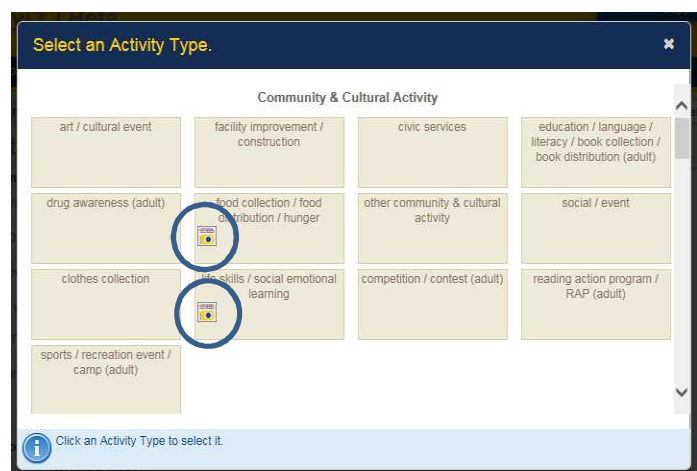 Select an Activity Type.
Community & Cultural Activity
art / cultural event
facility improvement /
construction
civic services
education / language /
literacy / book collection /
book distribution (adult)
drug awareness (adult)
food collection / food
distribution / hunger
other community & cultural
activity
social / event
clothes collection
life skills / social emotional
learning
competition / contest (adult)
reading action program /
RAP (adult)
sports / recreation event /
camp (adult)
Click an Activity Type to select it.